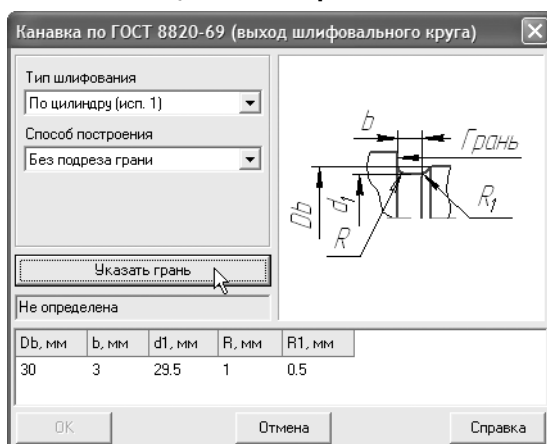 Канавка по ГОСТ 8820-69 (выход шлифовального круга)
Тип шлифования
По цилиндру (исп. 1)
Способ построения
Без подреза грани
Указать грань
Не определена
b
Грань
Db
d1
R
R1
Db, мм b, мм d1, мм R, мм R1, мм
30 3 29.5 1 0.5
OK Отмена Справка